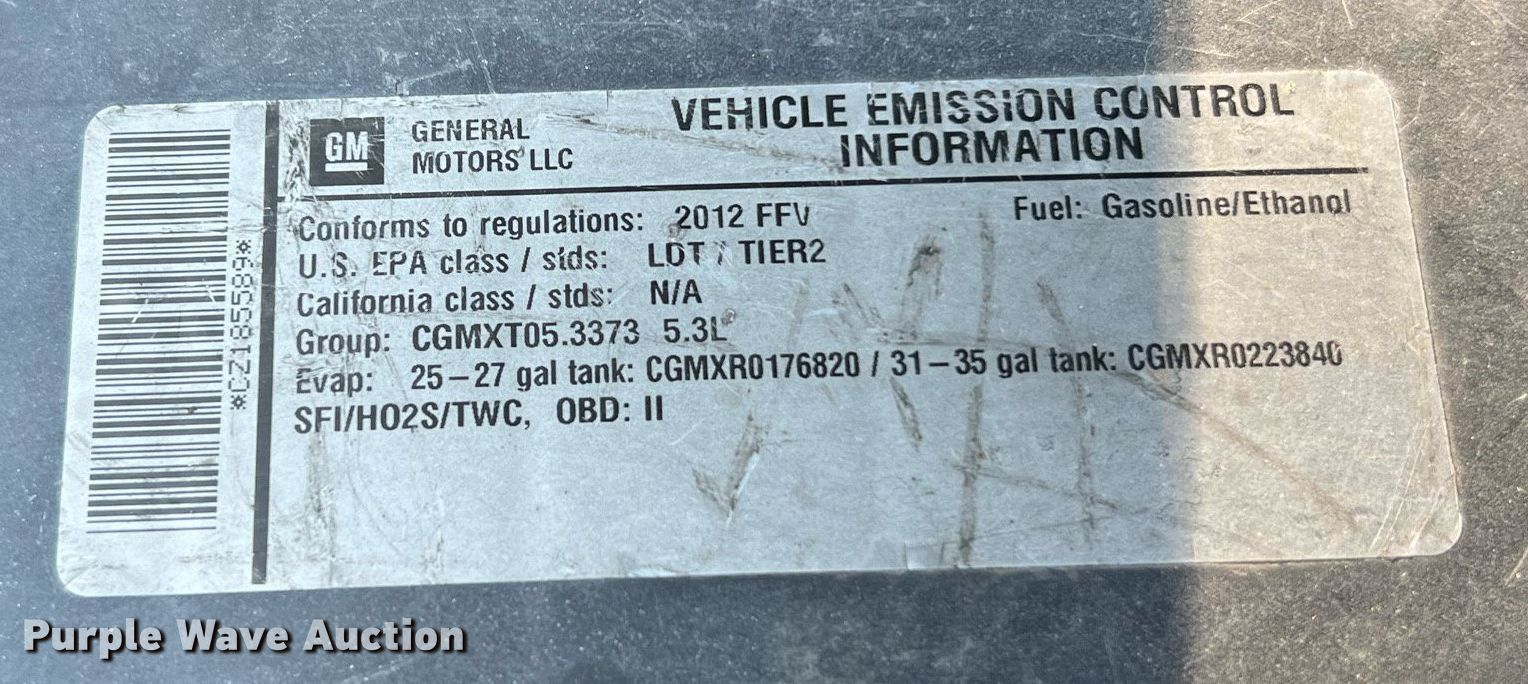 *CZ185589*
GM
GENERAL MOTORS LLC
VEHICLE EMISSION CONTROL
INFORMATION
Conforms to regulations: 2012 FFV
Fuel: Gasoline/Ethanol
U.S. EPA class / stds: LDT / TIER2
California class / stds: N/A
Group: CGMXT05.3373 5.3L
Evap: 25-27 gal tank: CGMXR0176820 / 31-35 gal tank: CGMXR0223840
SFI/HO2S/TWC, OBD: II
Purple Wave Auction